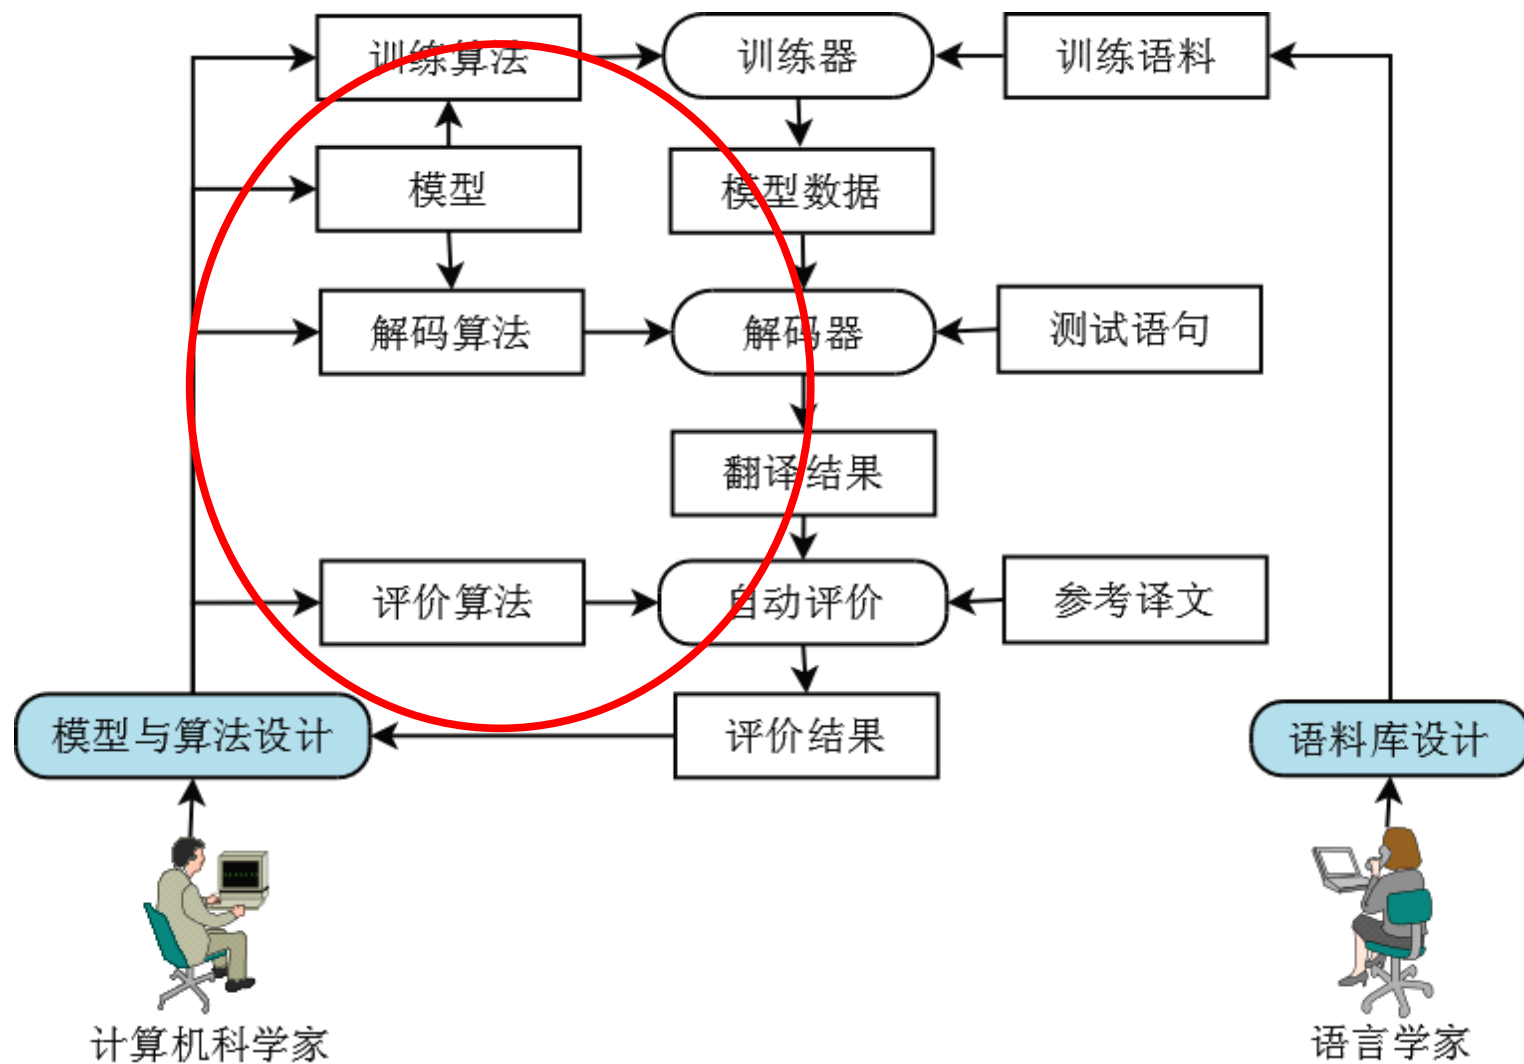 训练算法
训练器
训练语料
模型
模型数据
解码算法
解码器
测试语句
翻译结果
评价算法
自动评价
参考译文
模型与算法设计
评价结果
语料库设计
计算机科学家
语言学家